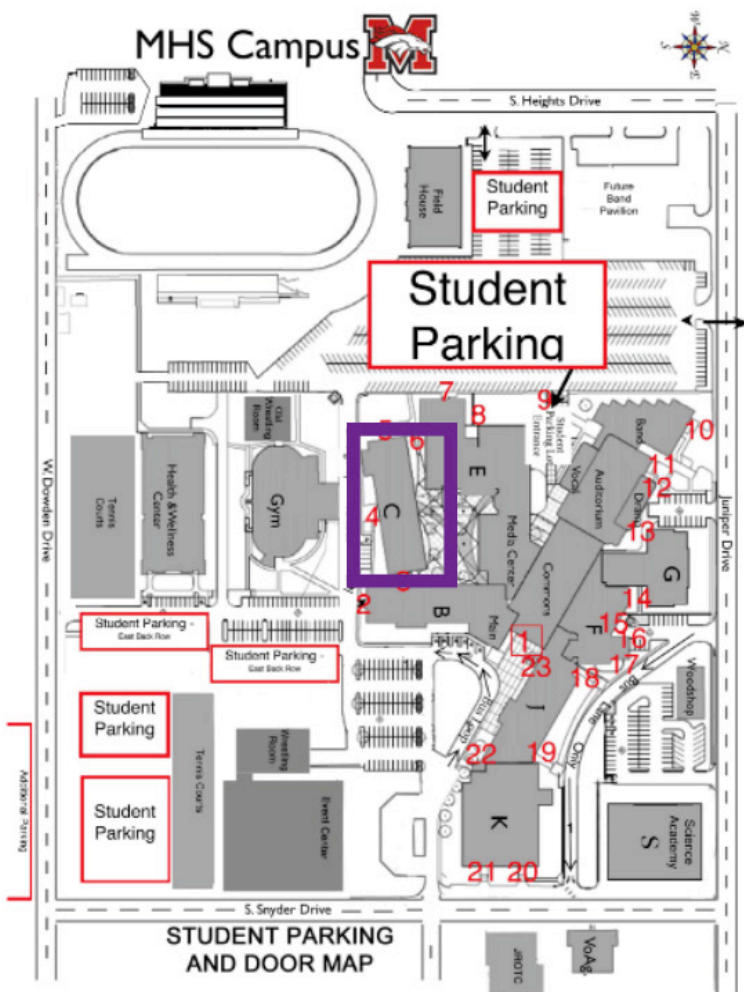 MHS Campus
M
W
S
N
E
S. Heights Drive
Field
House
Student
Parking
Future
Band
Pavilion
Student
Parking
7
8
9
Student
Parking Lot
Entrance
Band
10
Old
Wrestling
Room
5
6
E
Vocal
Auditorium
11
12
Drama
13
Tennis
Courts
Health & Wellness
Center
Gym
4
C
Media Center
Commons
G
14
W. Dowden Drive
Juniper Drive
3
2
B
Main
F
15
16
17
18
1
23
Student Parking -
East Back Row
Student Parking -
East Back Row
Bus Loop
Bus Lane
Only
Woodshop
J
Student
Parking
Tennis Courts
Wrestling
Room
22
19
Additional Parking
Student
Parking
Event Center
K
Science
Academy
S
21
20
S. Snyder Drive
STUDENT PARKING
AND DOOR MAP
JROTC
VoAg.